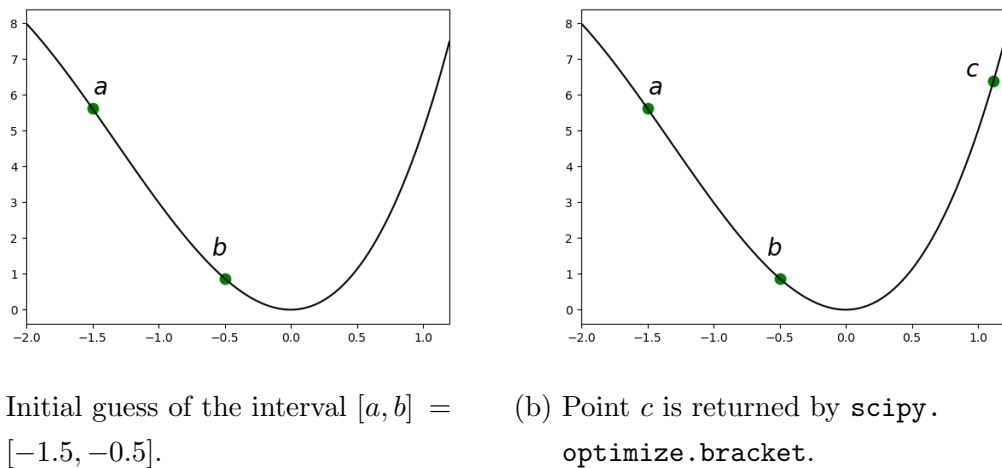 8
7
6
5
4
3
2
1
0
a
b
−2.0 −1.5 −1.0 −0.5 0.0 0.5 1.0
8
7
6
5
4
3
2
1
0
a
b
c
−2.0 −1.5 −1.0 −0.5 0.0 0.5 1.0
Initial guess of the interval [a, b] =
[−1.5, −0.5].
(b) Point c is returned by scipy.
optimize.bracket.